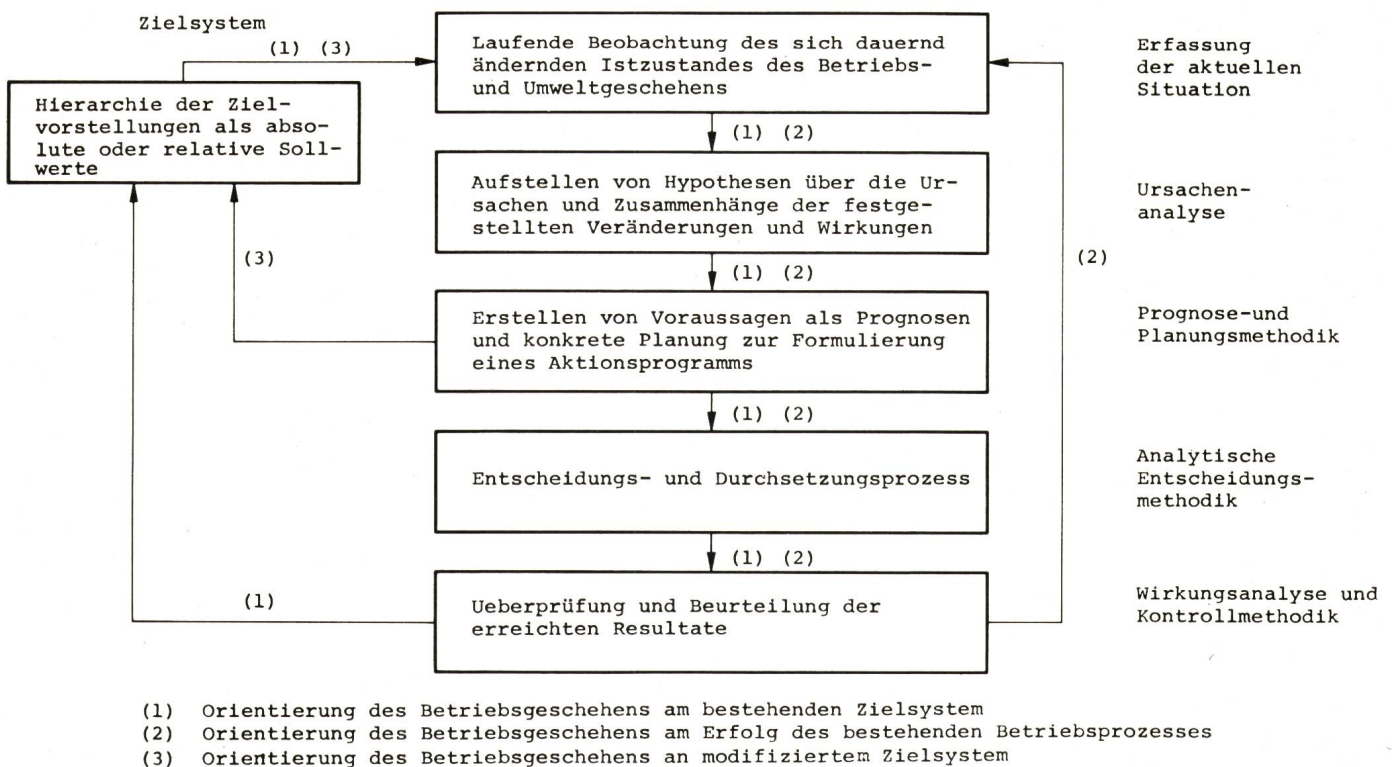 Zielsystem
(1) (3)
Hierarchie der Ziel-
vorstellungen als abso-
lute oder relative Soll-
werte
Laufende Beobachtung des sich dauernd
ändernden Istzustandes des Betriebs-
und Umweltgeschehens
Erfassung
der aktuellen
Situation
(1) (2)
Aufstellen von Hypothesen über die Ur-
sachen und Zusammenhänge der festge-
stellten Veränderungen und Wirkungen
Ursachen-
analyse
(3)
(1) (2)
(2)
Erstellen von Voraussagen als Prognosen
und konkrete Planung zur Formulierung
eines Aktionsprogramms
Prognose-und
Planungsmethodik
(1) (2)
Entscheidungs- und Durchsetzungsprozess
Analytische
Entscheidungs-
methodik
(1) (2)
(1)
Ueberprüfung und Beurteilung der
erreichten Resultate
Wirkungsanalyse und
Kontrollmethodik
(1) Orientierung des Betriebsgeschehens am bestehenden Zielsystem
(2) Orientierung des Betriebsgeschehens am Erfolg des bestehenden Betriebsprozesses
(3) Orientierung des Betriebsgeschehens an modifiziertem Zielsystem